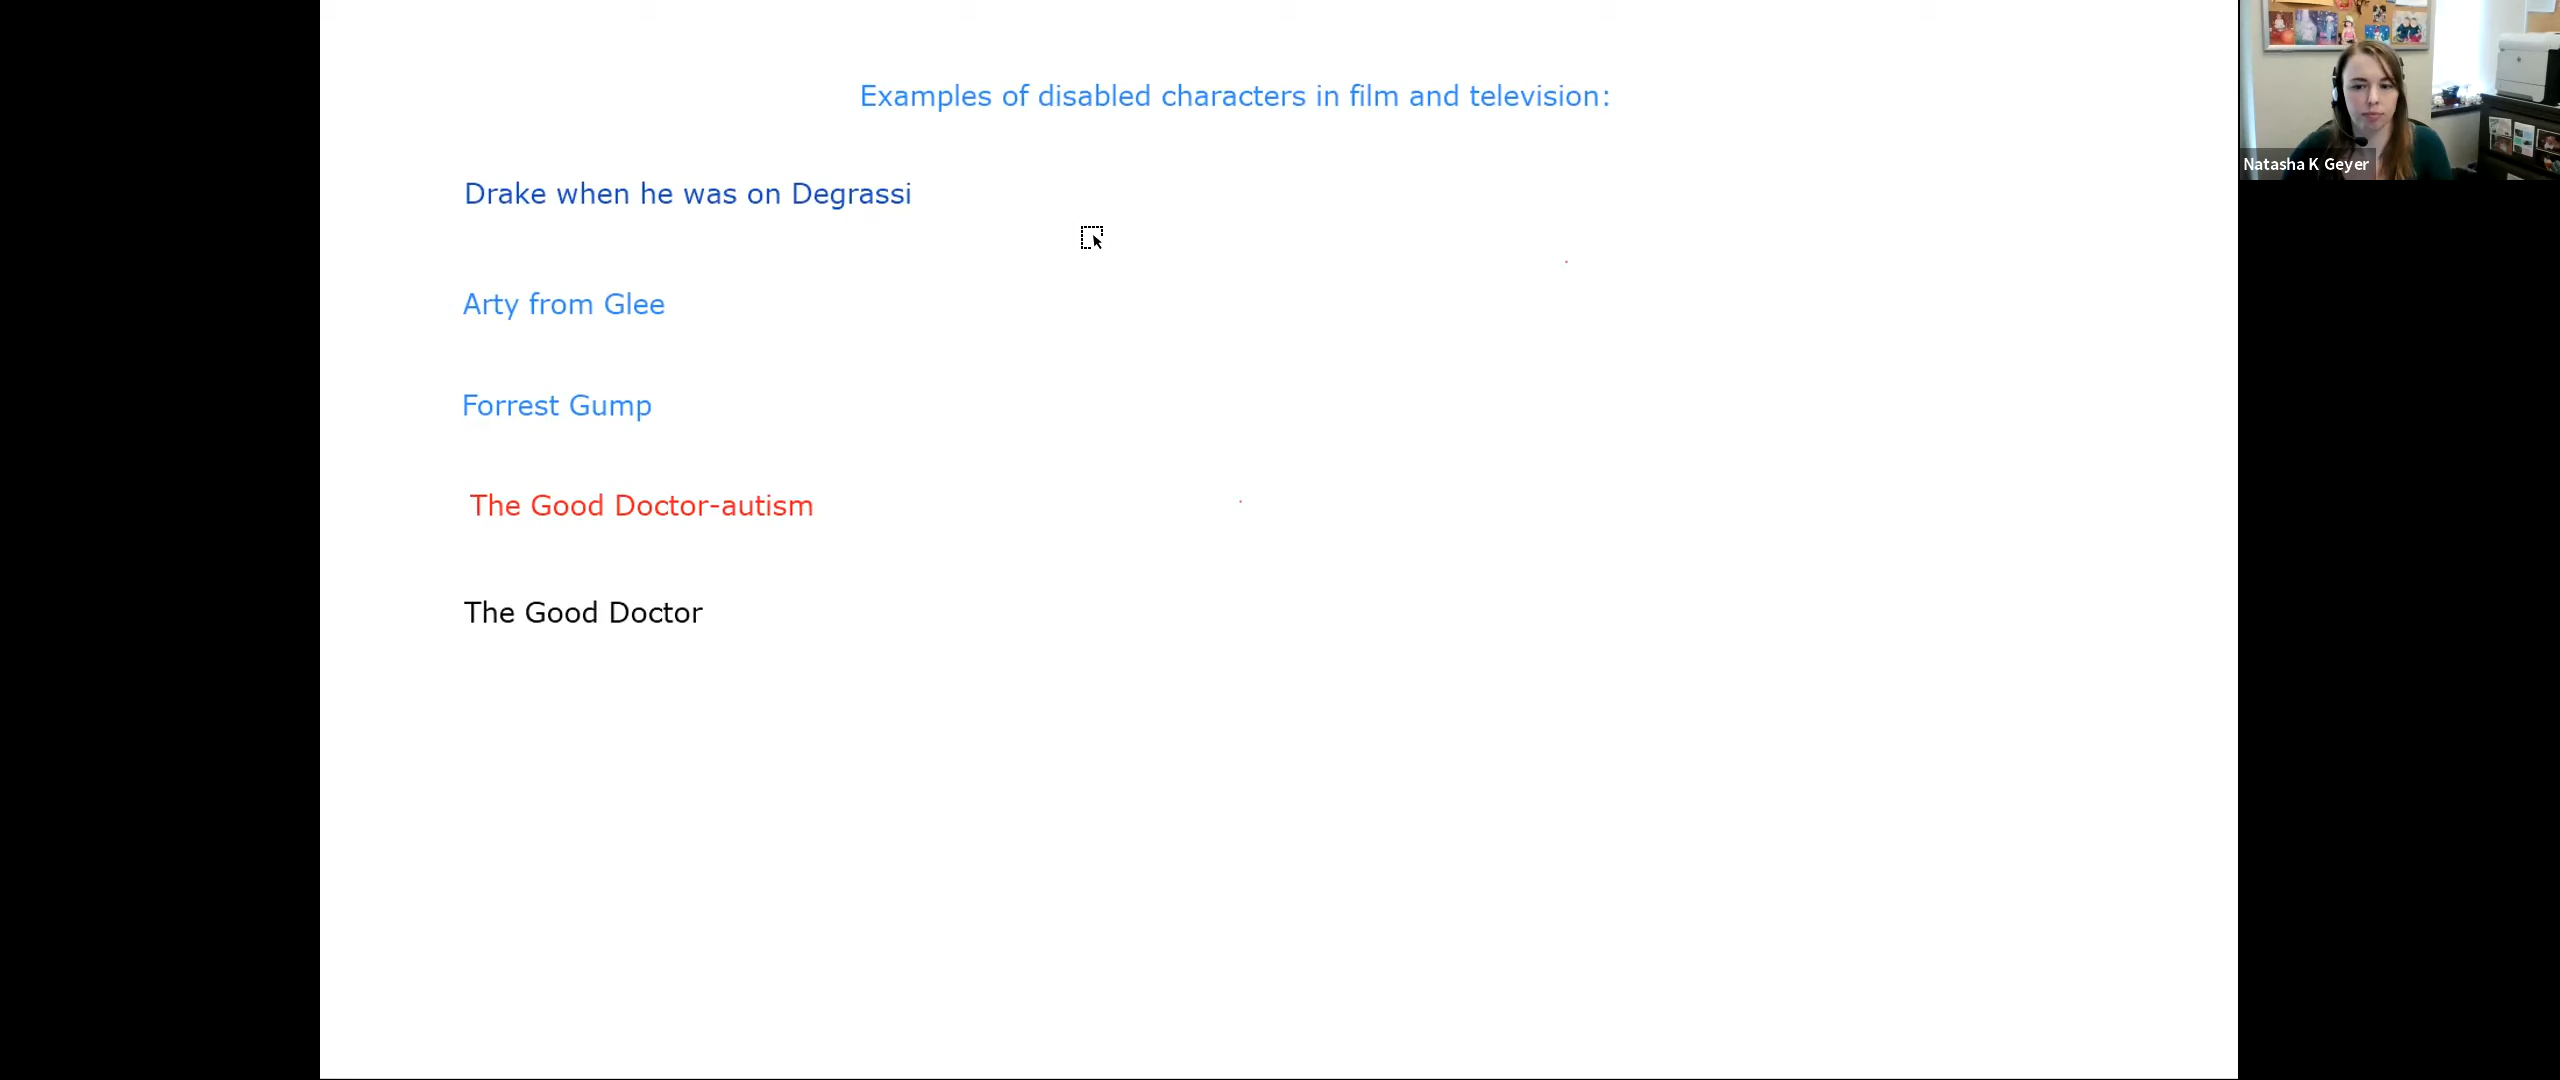 Examples of disabled characters in film and television:
Natasha K Geyer
Drake when he was on Degrassi
Arty from Glee
Forrest Gump
The Good Doctor-autism
The Good Doctor